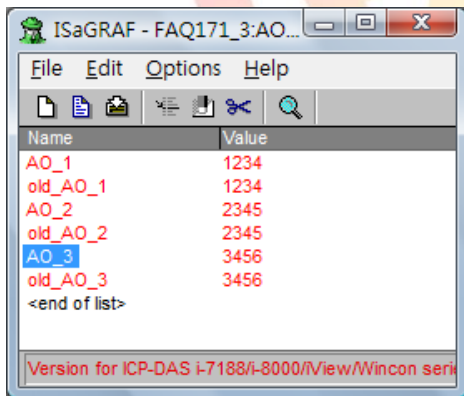 ISaGRAF - FAQ171_3:AO...
File Edit Options Help
Name Value
AO_1 1234
old_AO_1 1234
AO_2 2345
old_AO_2 2345
AO_3 3456
old_AO_3 3456
<end of list>
Version for ICP-DAS i-7188/i-8000/iView/Wincon